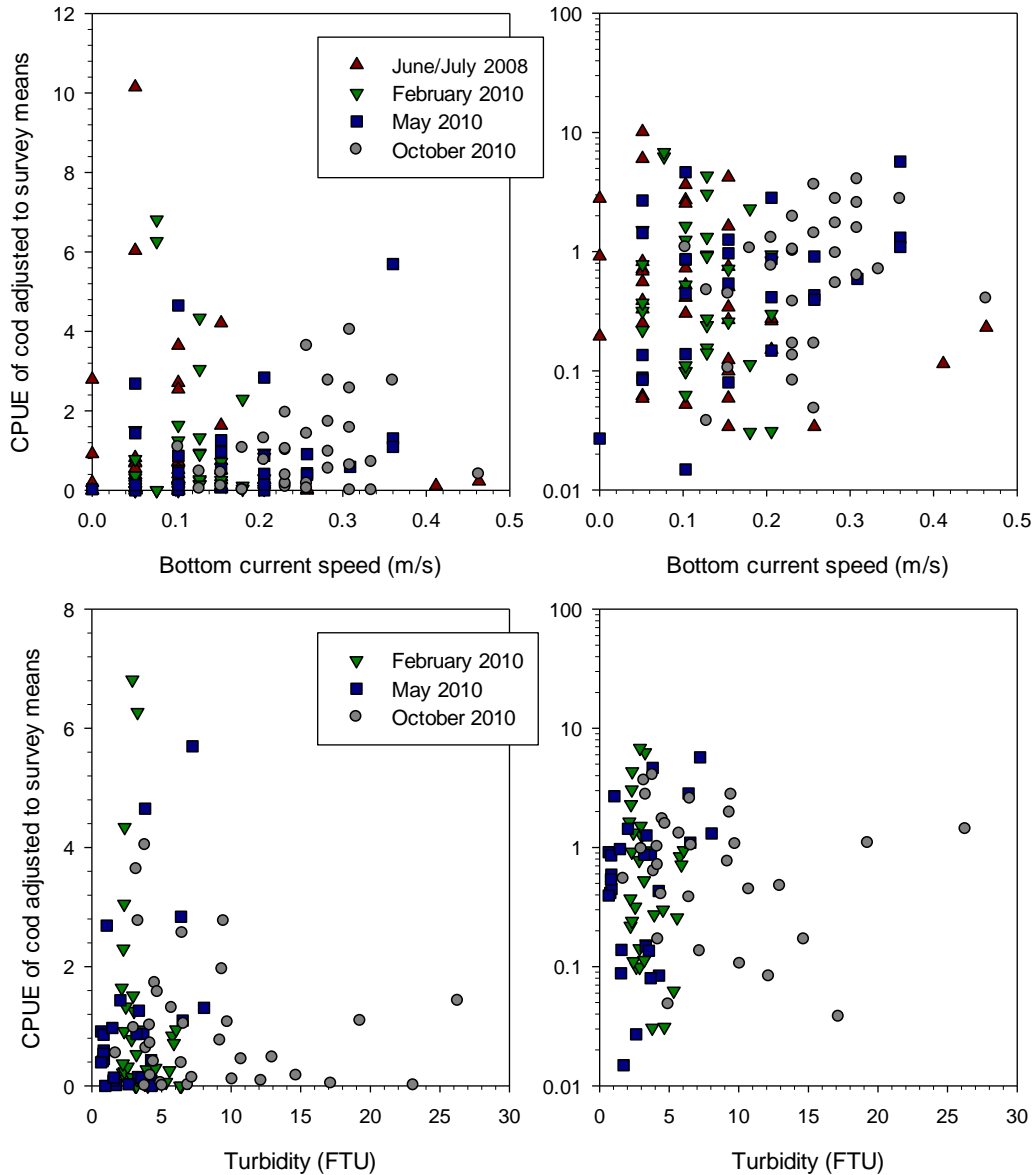 CPUE of cod adjusted to survey means
12
10
8
6
4
2
0
0.0 0.1 0.2 0.3 0.4 0.5
Bottom current speed (m/s)
June/July 2008
February 2010
May 2010
October 2010
100
10
1
0.1
0.01
0.0 0.1 0.2 0.3 0.4 0.5
Bottom current speed (m/s)
CPUE of cod adjusted to survey means
8
6
4
2
0
0 5 10 15 20 25 30
Turbidity (FTU)
February 2010
May 2010
October 2010
100
10
1
0.1
0.01
0 5 10 15 20 25 30
Turbidity (FTU)